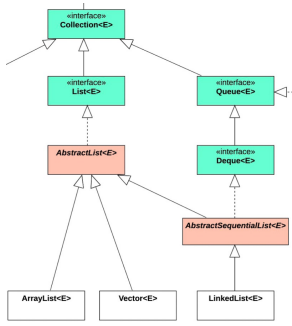 «interface»
Collection<E>
«interface»
List<E>
«interface»
Queue<E>
AbstractList<E>
«interface»
Deque<E>
AbstractSequentialList<E>
ArrayList<E>
Vector<E>
LinkedList<E>